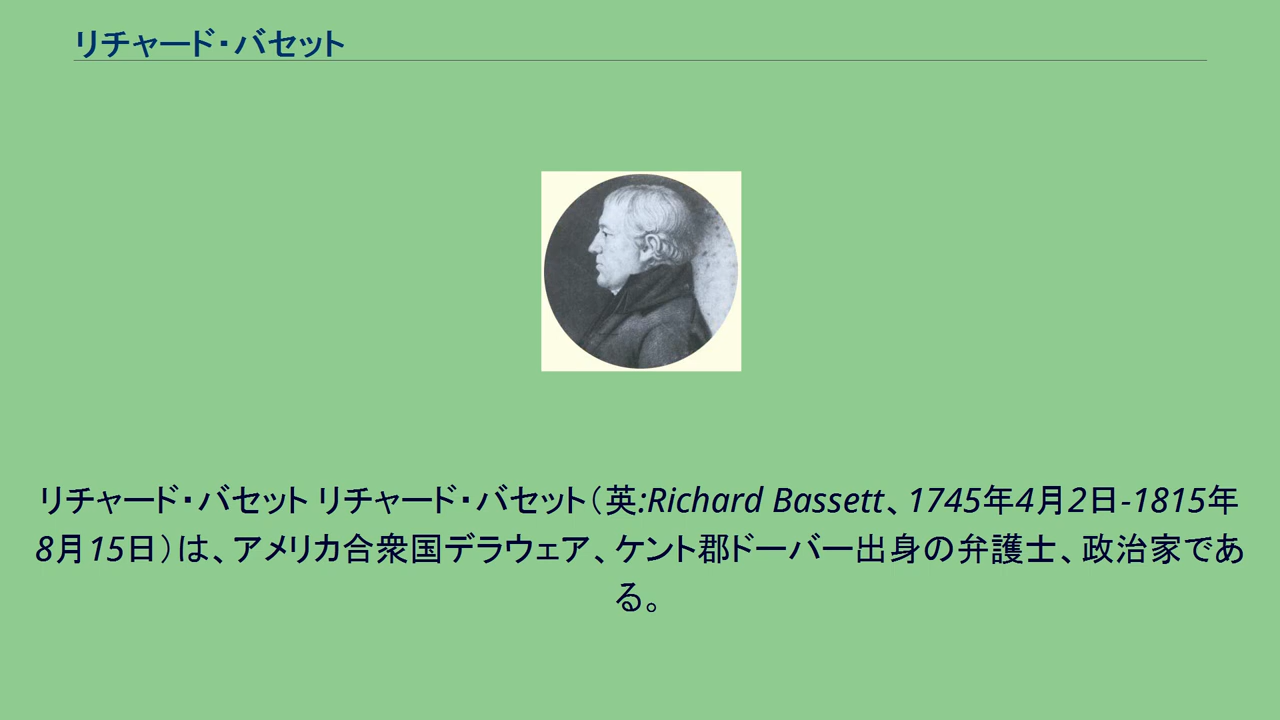 リチャード・バセット
リチャード・バセット リチャード・バセット（英:Richard Bassett、1745年4月2日-1815年
8月15日）は、アメリカ合衆国デラウェア、ケント郡ドーバー出身の弁護士、政治家であ
る。